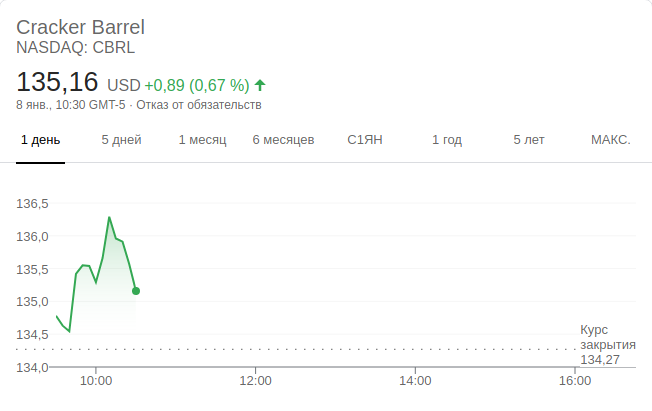 Cracker Barrel
NASDAQ: CBRL
135,16 USD +0,89 (0,67 %) ↑
8 янв., 10:30 GMT-5 · Отказ от обязательств
1 день 5 дней 1 месяц 6 месяцев С1ЯН 1 год 5 лет МАКС.
136,5
136,0
135,5
135,0
134,5
Курс
закрытия
134,27
134,0
10:00 12:00 14:00 16:00